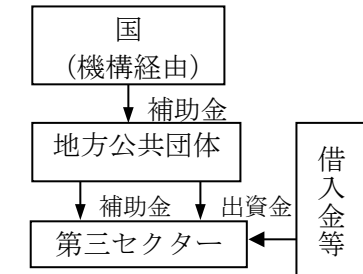 国
（機構経由）
補助金
地方公共団体
補助金
出資金
第三セクター
借入金等